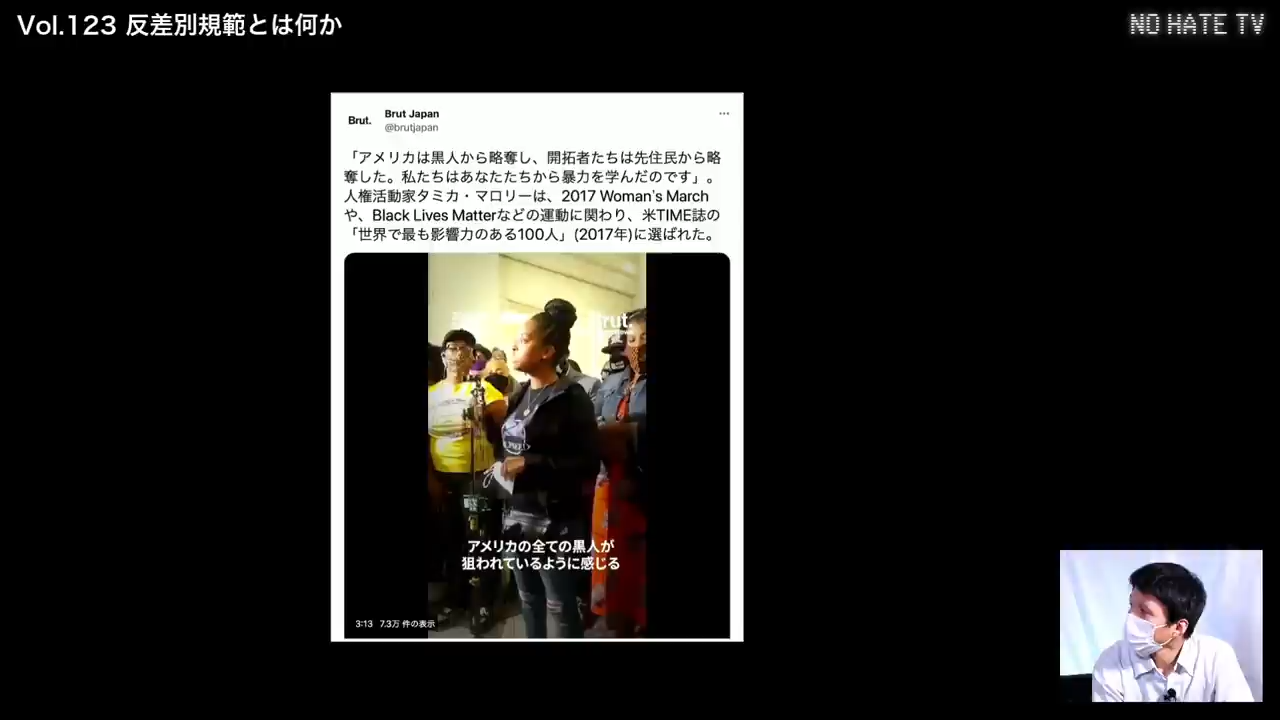 Vol.123 反差別規範とは何か
NO HATE TV
Brut.
Brut Japan
@brutjapan
「アメリカは黒人から略奪し、開拓者たちは先住民から略
奪した。私たちはあなたたちから暴力を学んだのです」。
人権活動家タミカ・マロリーは、2017 Woman's March
や、Black Lives Matterなどの運動に関わり、米TIME誌の
「世界で最も影響力のある100人」(2017年)に選ばれた。
アメリカの全ての黒人が
狙われているように感じる
3:13 7.3万 件の表示